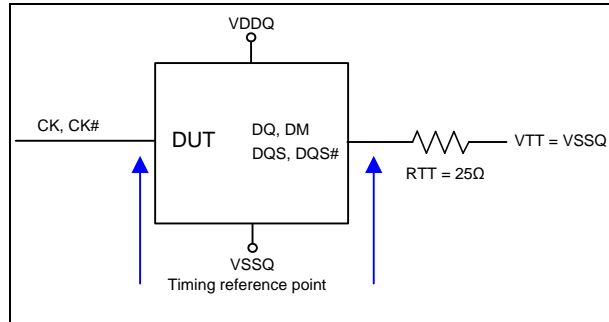 VDDQ
CK, CK#
DUT
DQ, DM
DQS, DQS#
VTT = VSSQ
RTT = 25Ω
VSSQ
Timing reference point